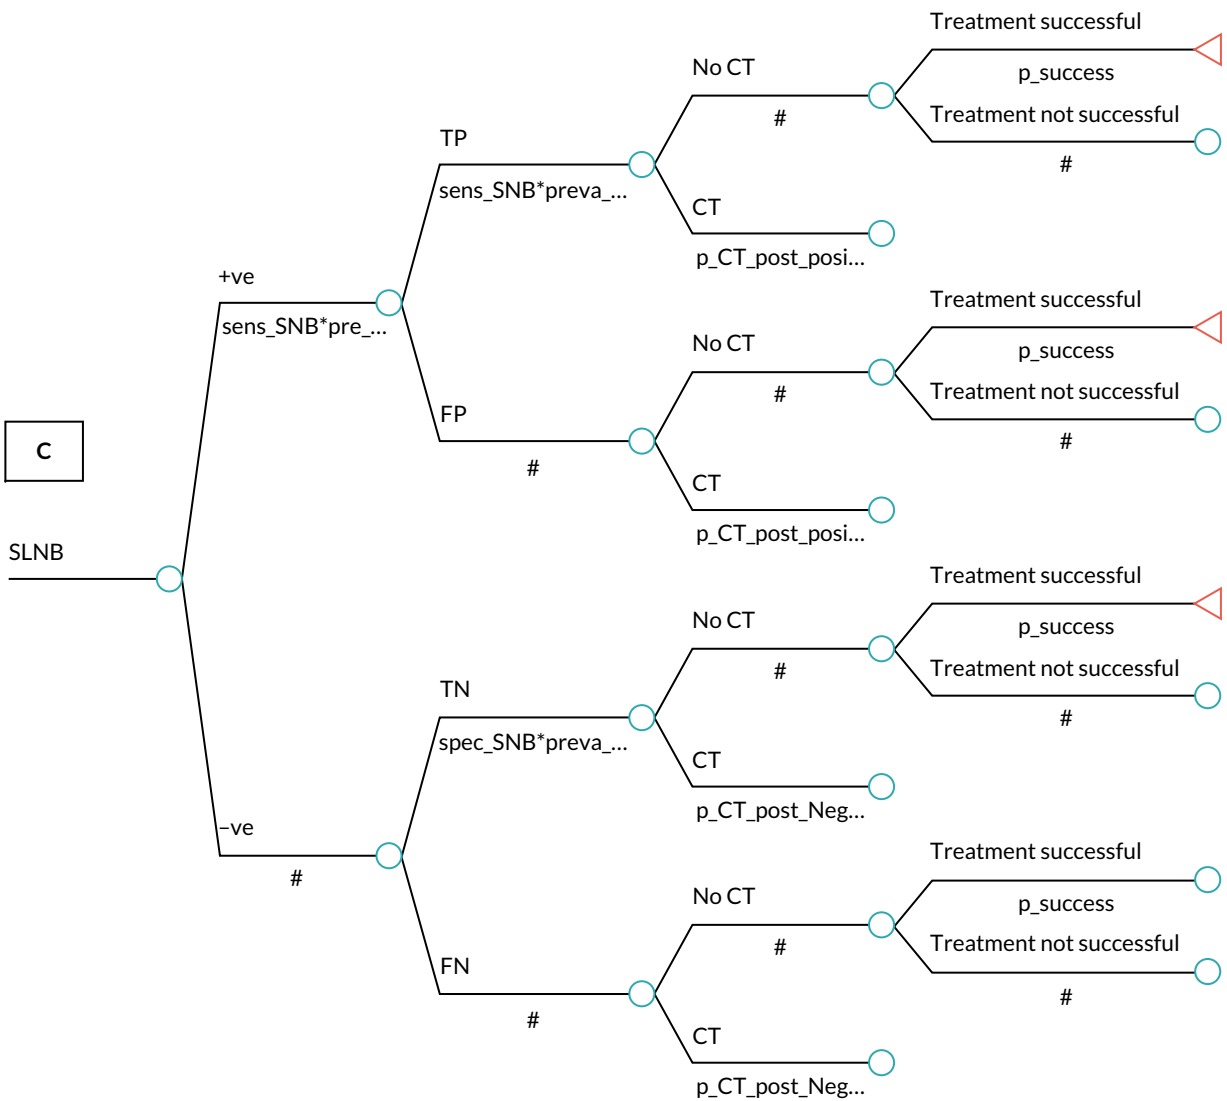 Treatment successful
p_success
No CT
#
Treatment not successful
#
TP
sens_SNB*preva_...
CT
p_CT_post_posi...
+ve
sens_SNB*pre_...
Treatment successful
p_success
No CT
#
Treatment not successful
#
FP
#
CT
p_CT_post_posi...
C
SLNB
Treatment successful
p_success
No CT
#
Treatment not successful
#
TN
spec_SNB*preva_...
CT
p_CT_post_Neg...
–ve
#
Treatment successful
p_success
No CT
#
Treatment not successful
#
FN
#
CT
p_CT_post_Neg...